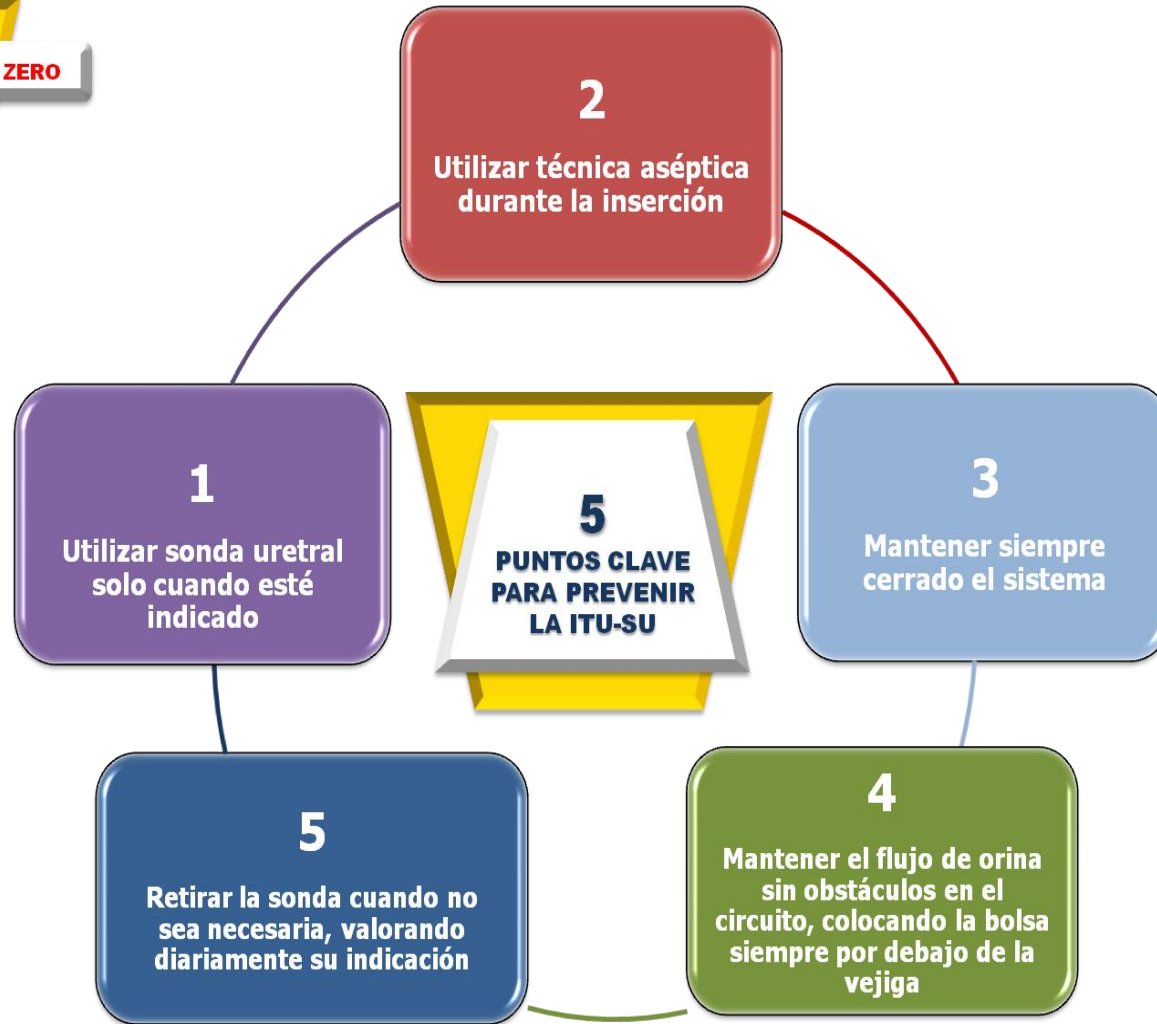 ZERO
2
Utilizar técnica aséptica
durante la inserción
1
Utilizar sonda uretral
solo cuando esté
indicado
5
PUNTOS CLAVE
PARA PREVENIR
LA ITU-SU
3
Mantener siempre
cerrado el sistema
5
Retirar la sonda cuando no
sea necesaria, valorando
diariamente su indicación
4
Mantener el flujo de orina
sin obstáculos en el
circuito, colocando la bolsa
siempre por debajo de la
vejiga